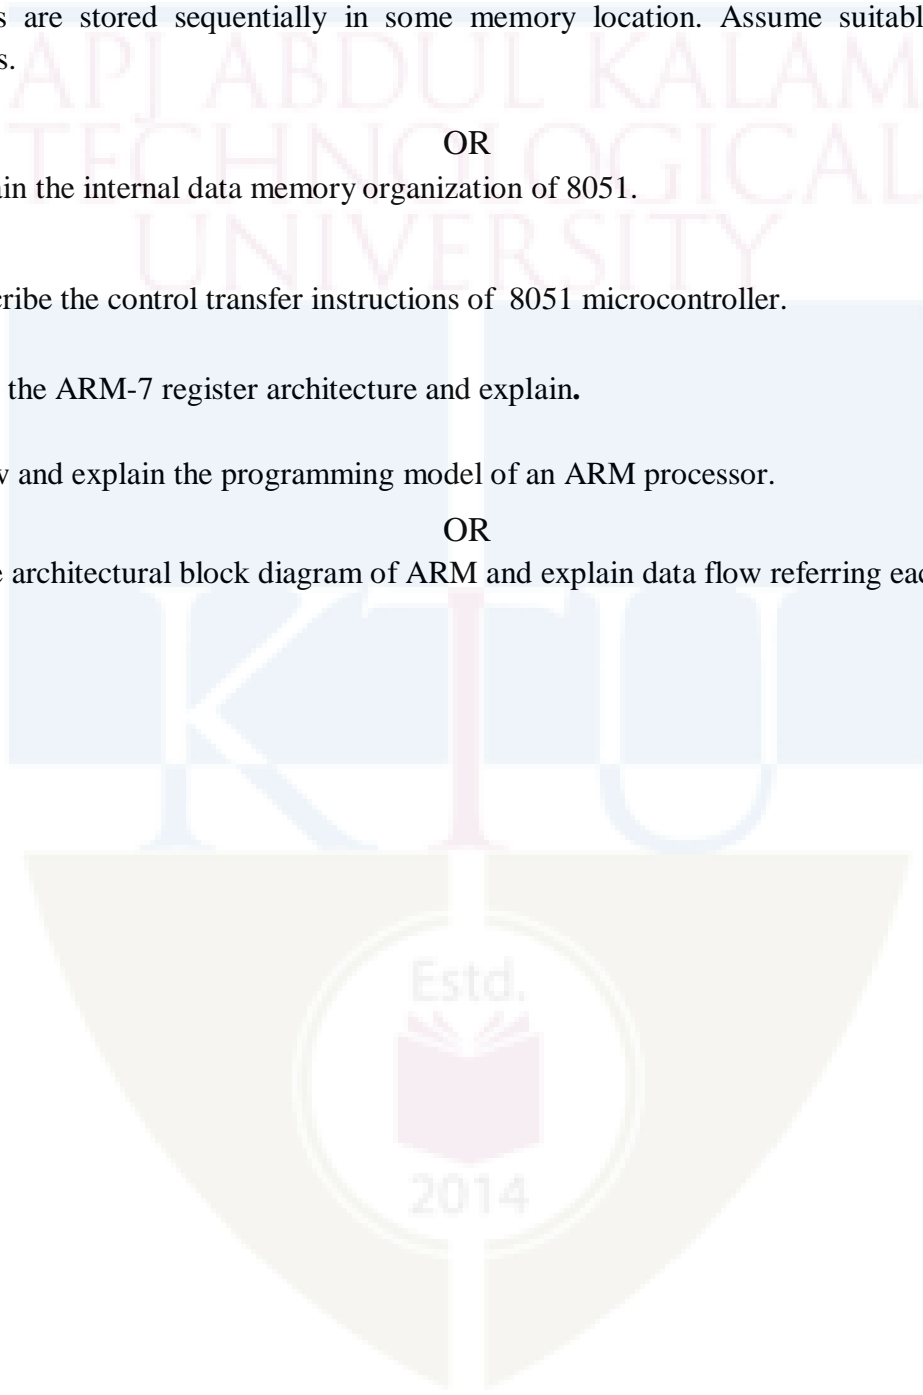 s are stored sequentially in some memory location. Assume suitabl
s.
APJ ABDUL KALAM
TECHNOLOGICAL
UNIVERSITY
OR
in the internal data memory organization of 8051.
ribe the control transfer instructions of 8051 microcontroller.
the ARM-7 register architecture and explain.
and explain the programming model of an ARM processor.
OR
architectural block diagram of ARM and explain data flow referring eac
KTU
Estd.
2014